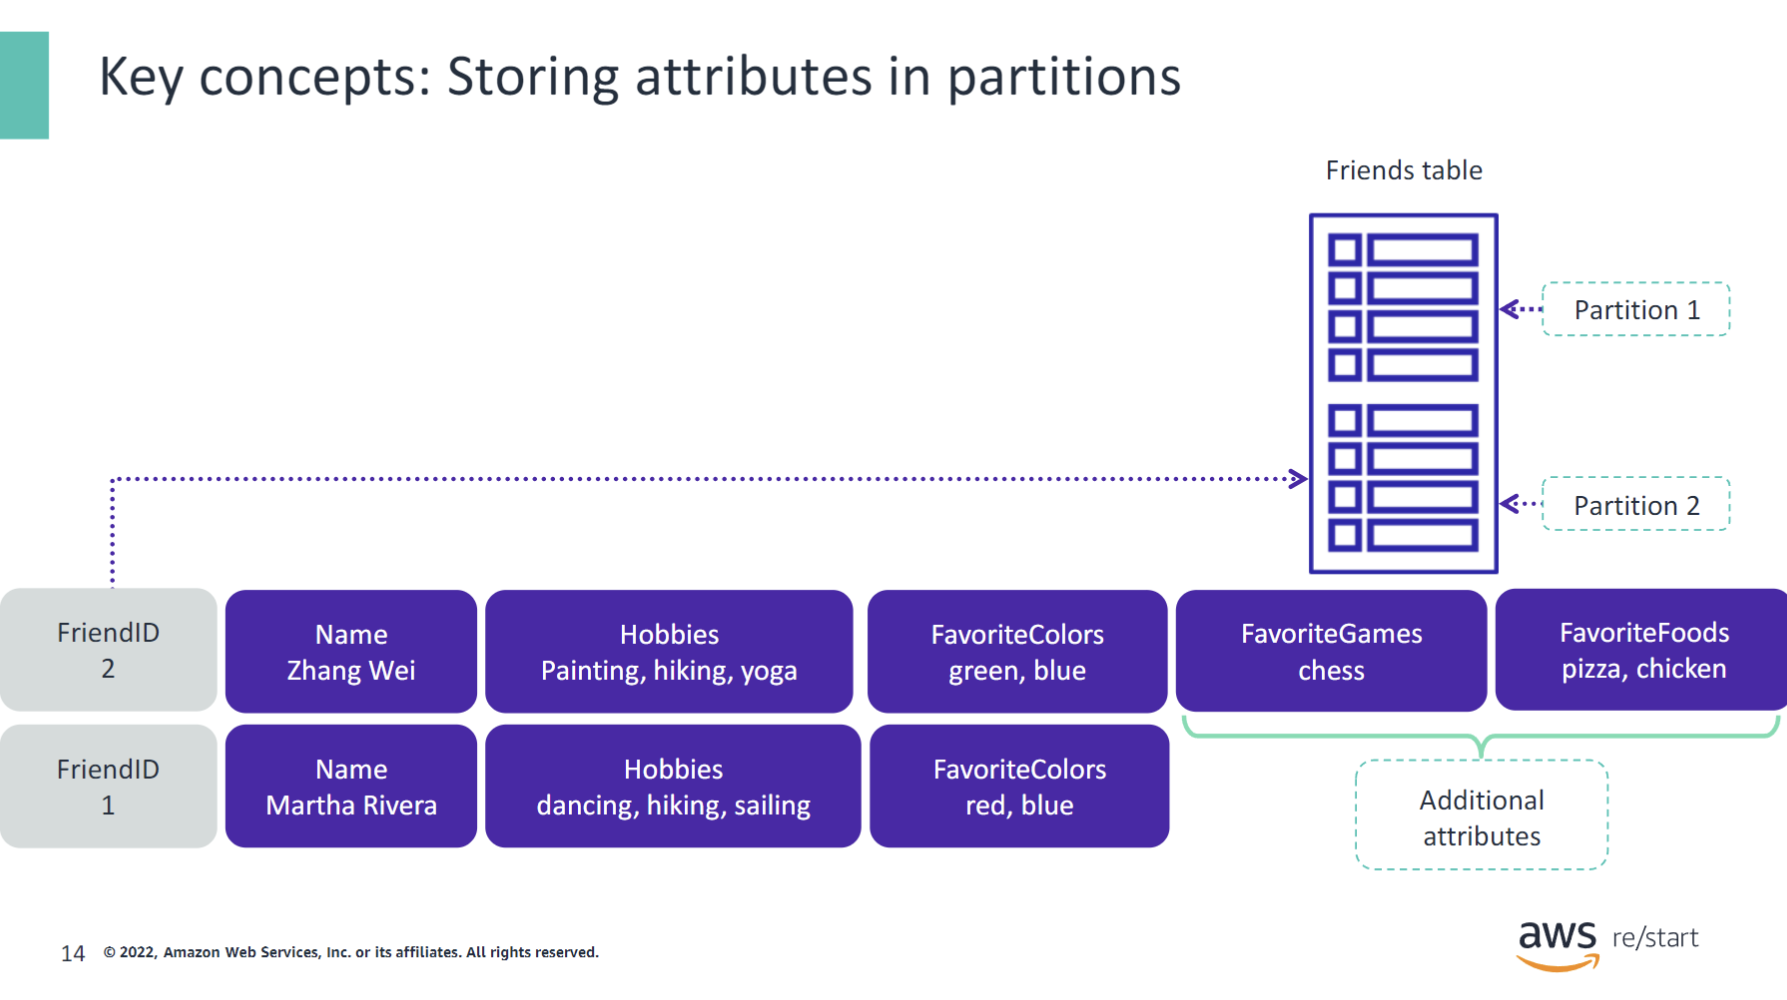 Key concepts: Storing attributes in partitions
Friends table
Partition 1
Partition 2
FriendID
2
Name
Zhang Wei
Hobbies
Painting, hiking, yoga
FavoriteColors
green, blue
FavoriteGames
chess
FavoriteFoods
pizza, chicken
FriendID
1
Name
Martha Rivera
Hobbies
dancing, hiking, sailing
FavoriteColors
red, blue
Additional
attributes
14 © 2022, Amazon Web Services, Inc. or its affiliates. All rights reserved.
aws re/start